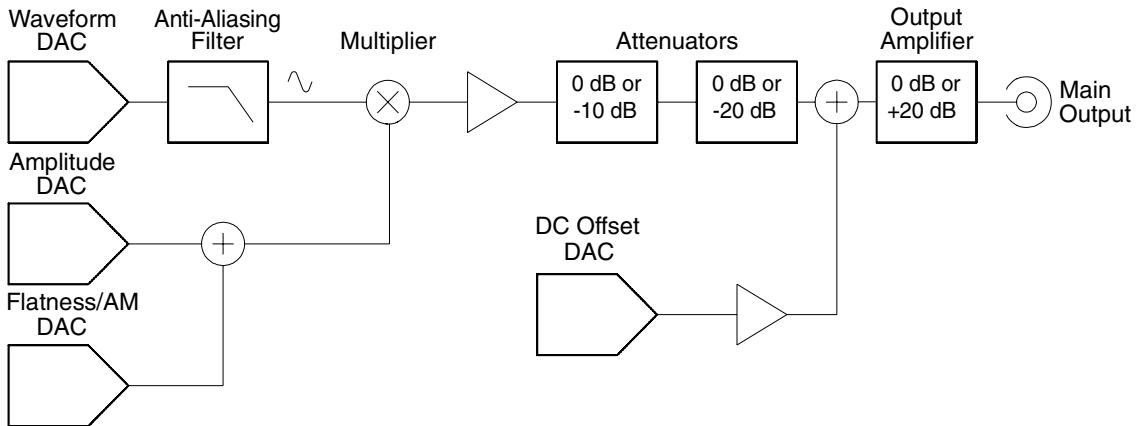 Waveform
DAC
Anti-Aliasing
Filter
Multiplier
Attenuators
Output
Amplifier
0 dB or
-10 dB
0 dB or
-20 dB
0 dB or
+20 dB
Main
Output
Amplitude
DAC
DC Offset
DAC
Flatness/AM
DAC